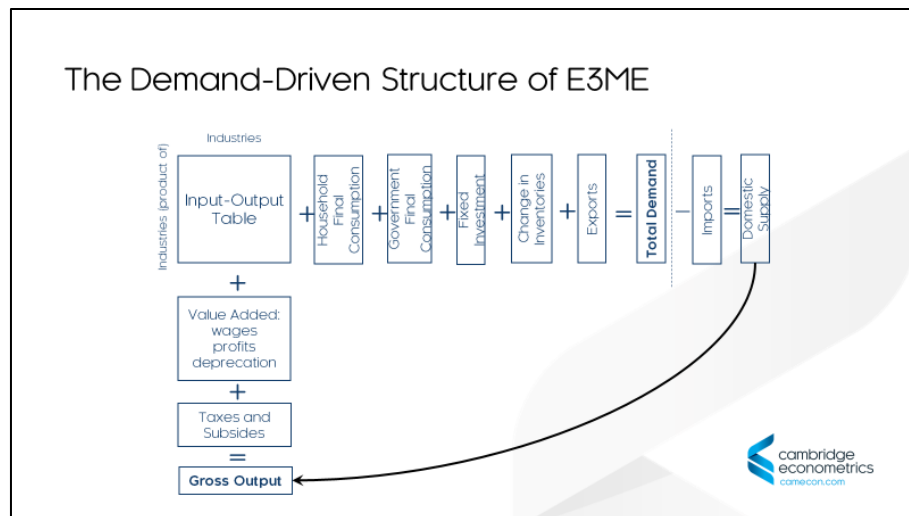 The Demand-Driven Structure of E3ME
Industries
Industries (product of)
Input-Output
Table
+
Household
Final
Consumption
+
Government
Final
Consumption
+
Fixed
Investment
+
Change in
Inventories
+
Exports
=
Total Demand
–
Imports
=
Domestic
Supply
+
Value Added:
wages
profits
deprecation
+
Taxes and
Subsides
=
Gross Output
cambridge
econometrics
camecon.com